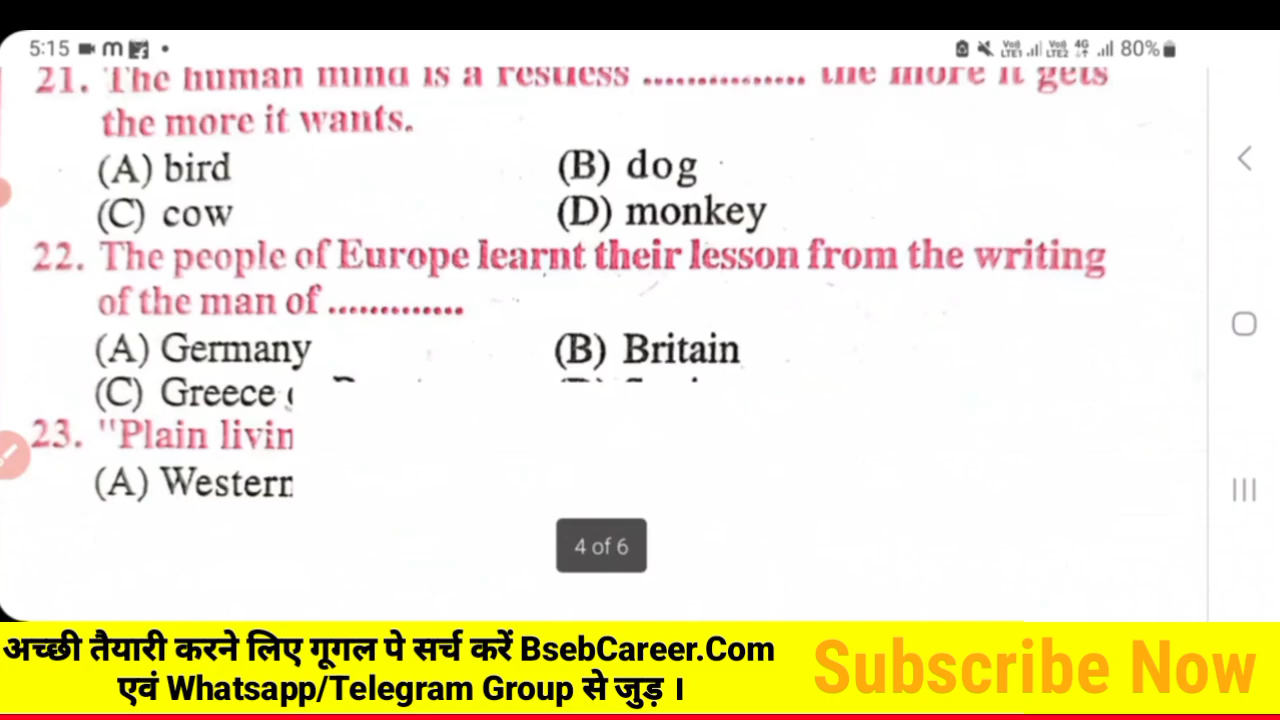 5:15
80%
21. The human mind is a restless ............... the more it gets
the more it wants.
(A) bird
(B) dog
(C) cow
(D) monkey
22. The people of Europe learnt their lesson from the writing
of the man of .............
(A) Germany
(B) Britain
(C) Greece
23. "Plain livin
(A) Western
4 of 6
अच्छी तैयारी करने लिए गूगल पे सर्च करें BsebCareer.Com
एवं Whatsapp/Telegram Group से जुड़ ।
Subscribe Now